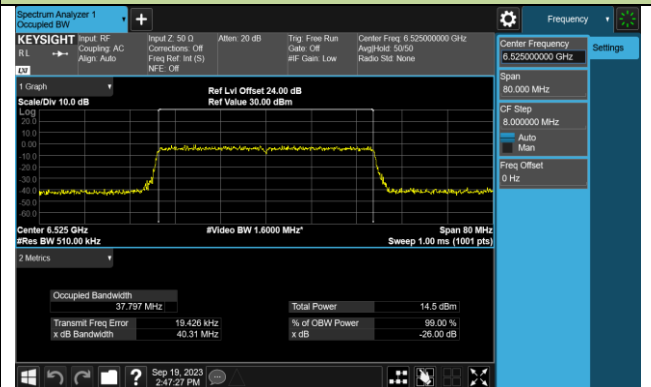 Spectrum Analyzer 1
Occupied BW
+
Frequency
KEYSIGHT
RL
LXI
Input: RF
Coupling: AC
Align: Auto
Input Z: 50 Ω
Corrections: Off
Freq Ref: Int (S)
NFE: Off
Atten: 20 dB
Trig: Free Run
Gate: Off
#IF Gain: Low
Center Freq: 6.525000000 GHz
Avg|Hold: 50/50
Radio Std: None
Center Frequency
6.525000000 GHz
Settings
Span
80.000 MHz
CF Step
8.000000 MHz
Auto
Man
Freq Offset
0 Hz
1 Graph
Scale/Div 10.0 dB
Ref Lvl Offset 24.00 dB
Ref Value 30.00 dBm
Log
20.0
10.0
0.00
-10.0
-20.0
-30.0
-40.0
-50.0
-60.0
Center 6.525 GHz
#Video BW 1.6000 MHz*
Span 80 MHz
#Res BW 510.00 kHz
Sweep 1.00 ms (1001 pts)
2 Metrics
Occupied Bandwidth
37.797 MHz
Total Power 14.5 dBm
Transmit Freq Error 19.426 kHz
% of OBW Power 99.00 %
x dB Bandwidth 40.31 MHz
x dB -26.00 dB
?
Sep 19, 2023
2:47:27 PM